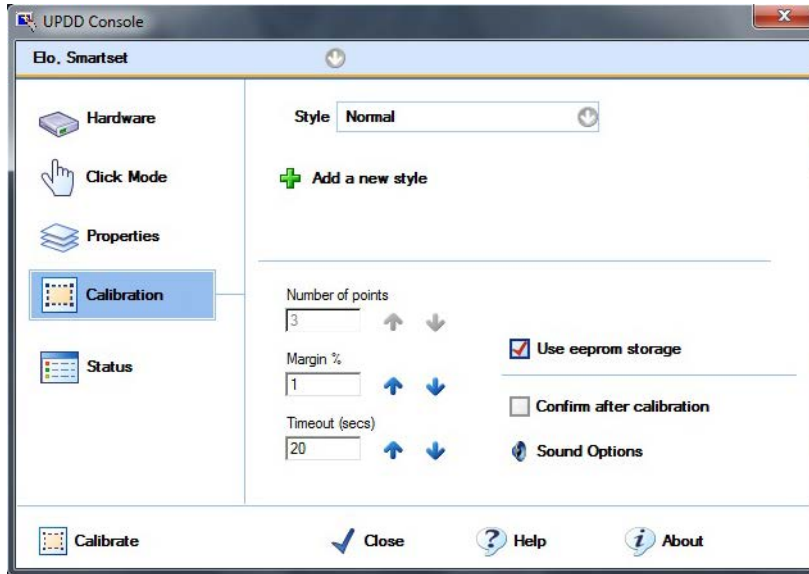 UPDD Console
Elo, Smartset
Hardware
Click Mode
Properties
Calibration
Status
Style Normal
Add a new style
Number of points
3
Margin %
1
Timeout (secs)
20
Use eeprom storage
Confirm after calibration
Sound Options
Calibrate
Close
Help
About